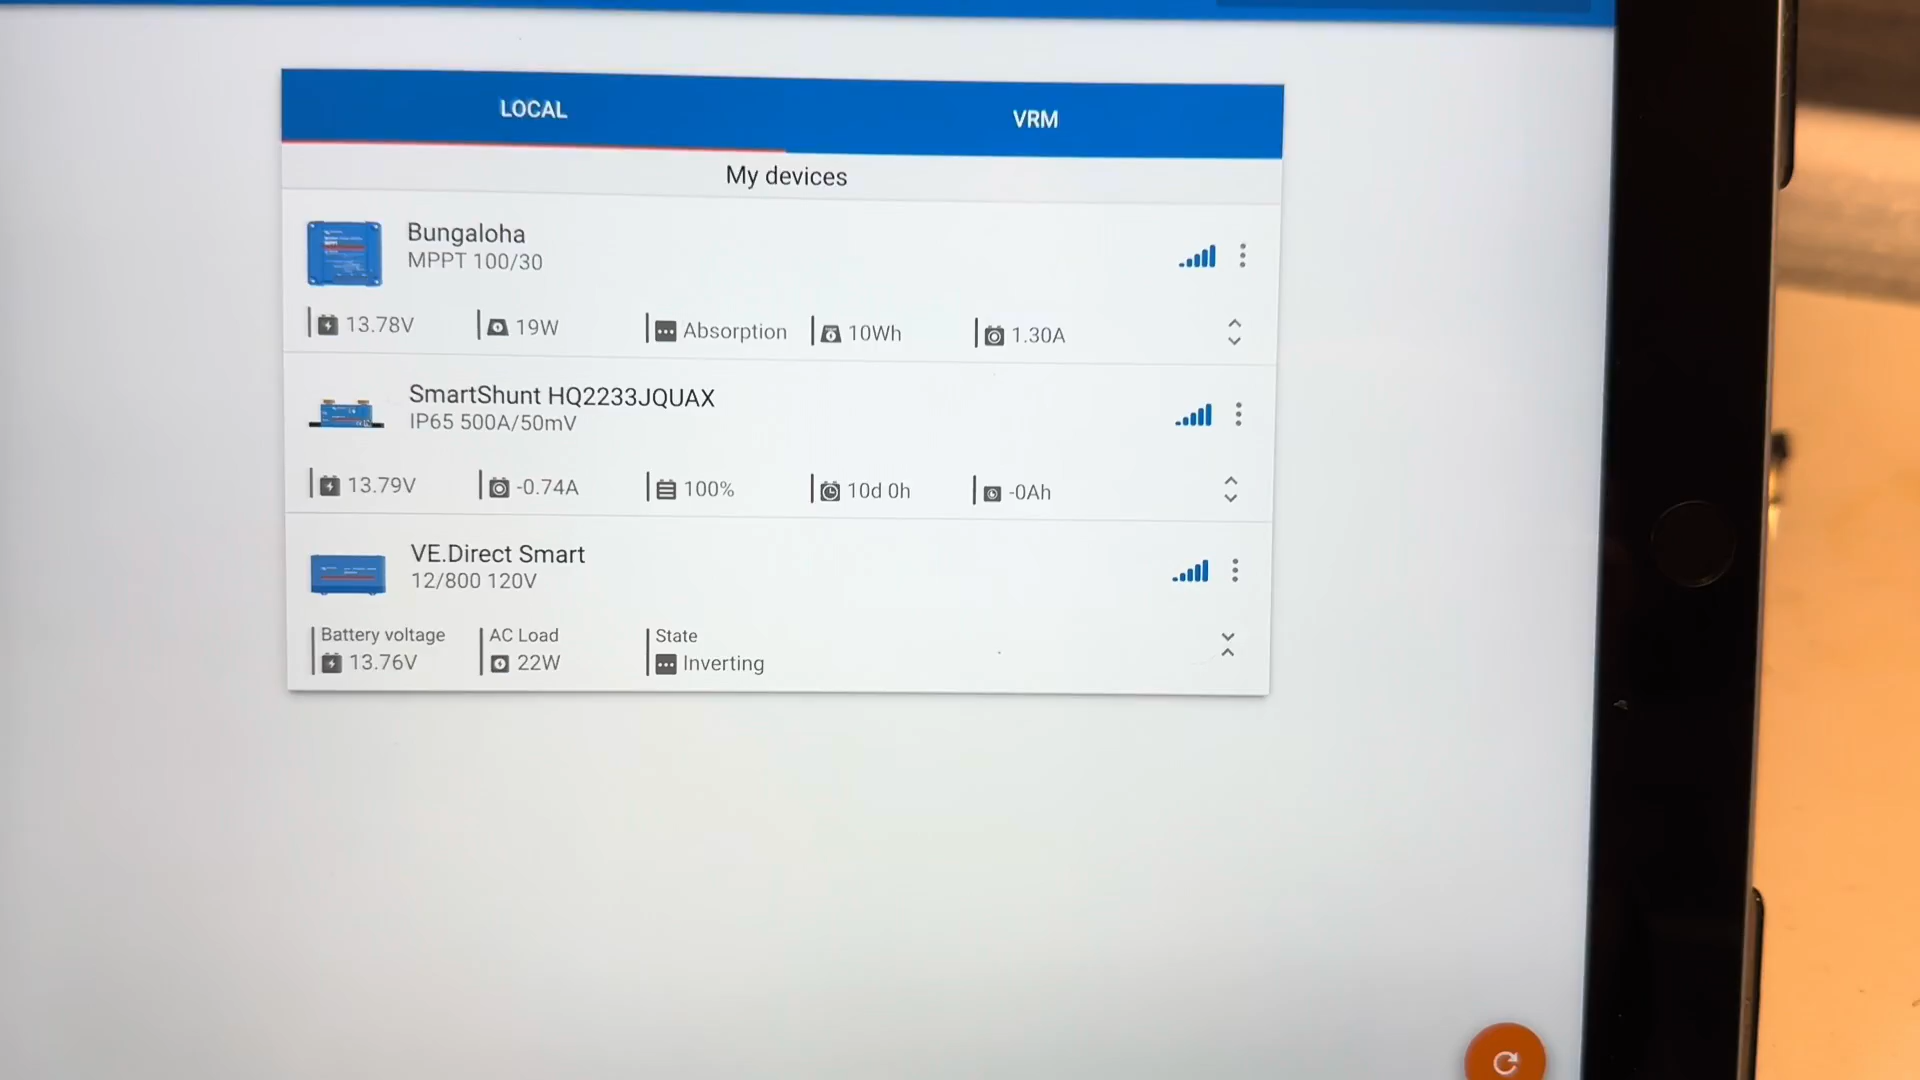 LOCAL VRM
My devices
Bungaloha
MPPT 100/30
13.78V 19W Absorption 10Wh 1.30A
SmartShunt HQ2233JQUAX
IP65 500A/50mV
13.79V -0.74A 100% 10d 0h -0Ah
VE.Direct Smart
12/800 120V
Battery voltage AC Load State
13.76V 22W Inverting